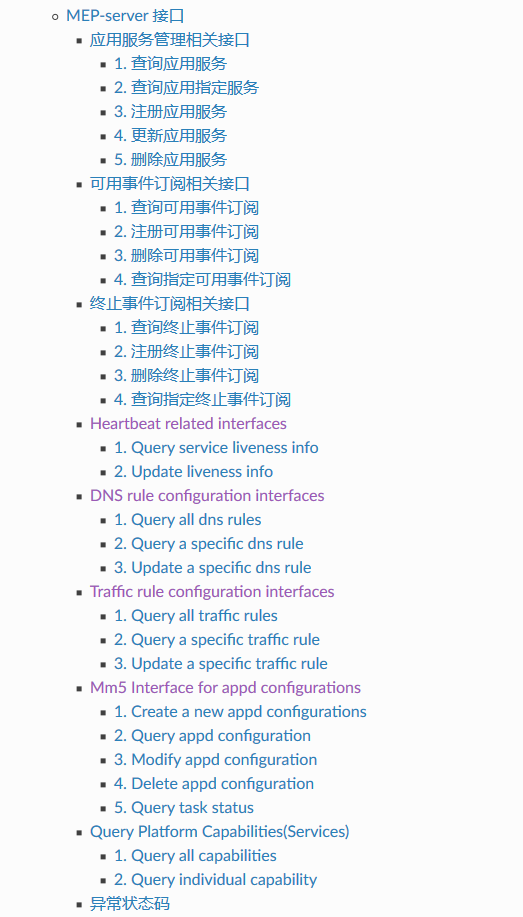 MEP-server 接口
应用服务管理相关接口
1. 查询应用服务
2. 查询应用指定服务
3. 注册应用服务
4. 更新应用服务
5. 删除应用服务
可用事件订阅相关接口
1. 查询可用事件订阅
2. 注册可用事件订阅
3. 删除可用事件订阅
4. 查询指定可用事件订阅
终止事件订阅相关接口
1. 查询终止事件订阅
2. 注册终止事件订阅
3. 删除终止事件订阅
4. 查询指定终止事件订阅
Heartbeat related interfaces
1. Query service liveness info
2. Update liveness info
DNS rule configuration interfaces
1. Query all dns rules
2. Query a specific dns rule
3. Update a specific dns rule
Traffic rule configuration interfaces
1. Query all traffic rules
2. Query a specific traffic rule
3. Update a specific traffic rule
Mm5 Interface for appd configurations
1. Create a new appd configurations
2. Query appd configuration
3. Modify appd configuration
4. Delete appd configuration
5. Query task status
Query Platform Capabilities(Services)
1. Query all capabilities
2. Query individual capability
异常状态码